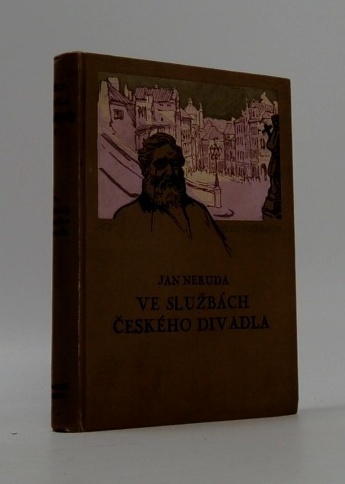 JAN NERUDA
VE SLUŽBÁCH
ČESKÉHO DIVADLA